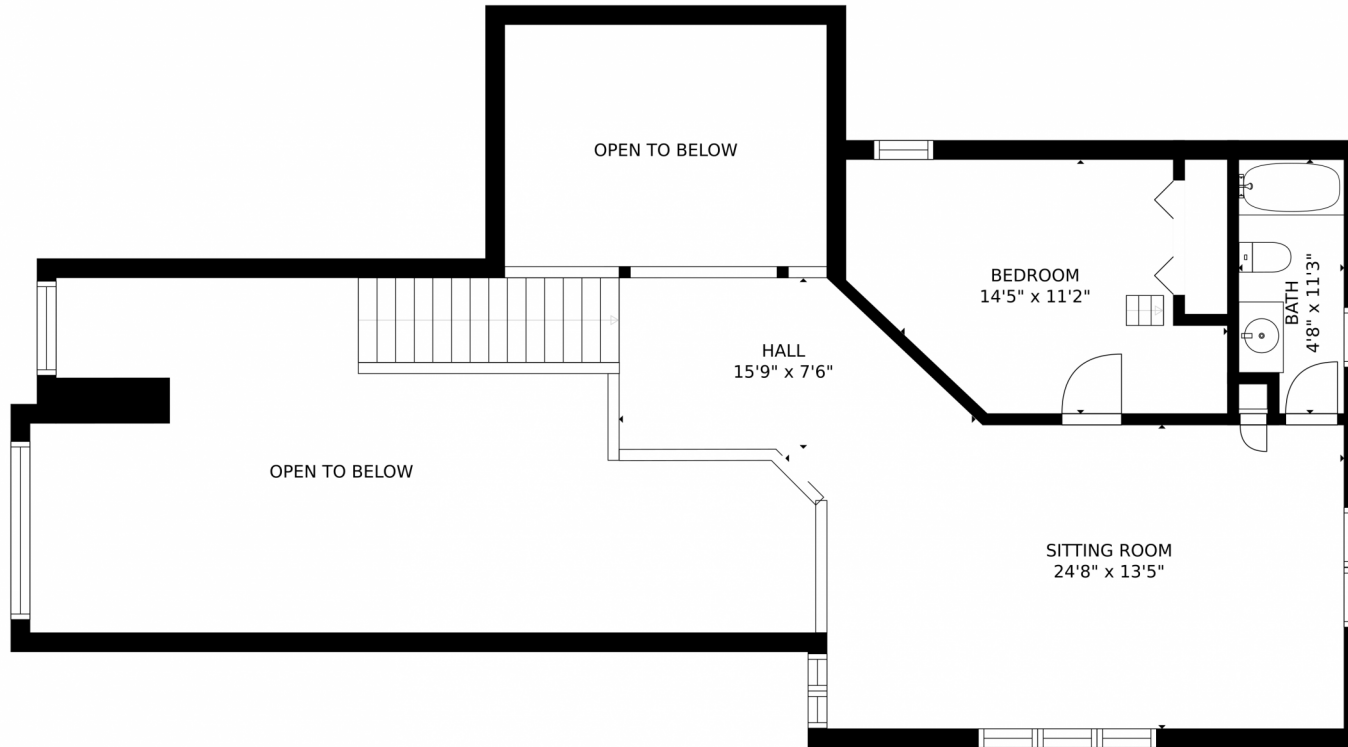 OPEN TO BELOW
BEDROOM
14'5" x 11'2"
BATH
4'8" x 11'3"
HALL
15'9" x 7'6"
OPEN TO BELOW
SITTING ROOM
24'8" x 13'5"